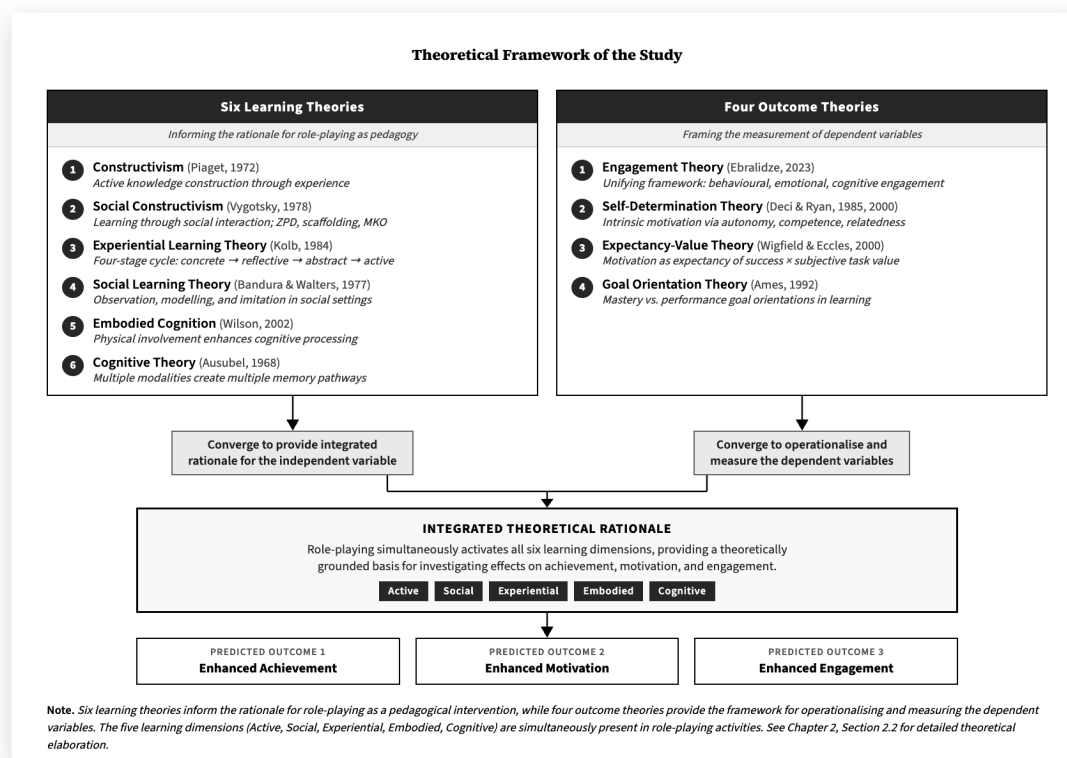 Theoretical Framework of the Study
Six Learning Theories
Informing the rationale for role-playing as pedagogy
1 Constructivism (Piaget, 1972)
Active knowledge construction through experience
2 Social Constructivism (Vygotsky, 1978)
Learning through social interaction; ZPD, scaffolding, MKO
3 Experiential Learning Theory (Kolb, 1984)
Four-stage cycle: concrete → reflective → abstract → active
4 Social Learning Theory (Bandura & Walters, 1977)
Observation, modelling, and imitation in social settings
5 Embodied Cognition (Wilson, 2002)
Physical involvement enhances cognitive processing
6 Cognitive Theory (Ausubel, 1968)
Multiple modalities create multiple memory pathways
Four Outcome Theories
Framing the measurement of dependent variables
1 Engagement Theory (Ebralidze, 2023)
Unifying framework: behavioural, emotional, cognitive engagement
2 Self-Determination Theory (Deci & Ryan, 1985, 2000)
Intrinsic motivation via autonomy, competence, relatedness
3 Expectancy-Value Theory (Wigfield & Eccles, 2000)
Motivation as expectancy of success × subjective task value
4 Goal Orientation Theory (Ames, 1992)
Mastery vs. performance goal orientations in learning
Converge to provide integrated
rationale for the independent variable
Converge to operationalise and
measure the dependent variables
INTEGRATED THEORETICAL RATIONALE
Role-playing simultaneously activates all six learning dimensions, providing a theoretically
grounded basis for investigating effects on achievement, motivation, and engagement.
Active Social Experiential Embodied Cognitive
PREDICTED OUTCOME 1
Enhanced Achievement
PREDICTED OUTCOME 2
Enhanced Motivation
PREDICTED OUTCOME 3
Enhanced Engagement
Note. Six learning theories inform the rationale for role-playing as a pedagogical intervention, while four outcome theories provide the framework for operationalising and measuring the dependent
variables. The five learning dimensions (Active, Social, Experiential, Embodied, Cognitive) are simultaneously present in role-playing activities. See Chapter 2, Section 2.2 for detailed theoretical
elaboration.